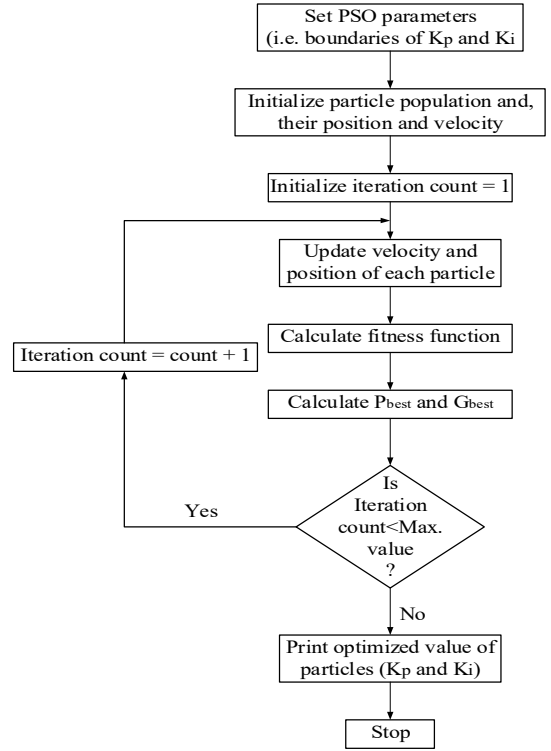 Set PSO parameters
(i.e. boundaries of Kp and Ki
Initialize particle population and,
their position and velocity
Initialize iteration count = 1
Update velocity and
position of each particle
Calculate fitness function
Iteration count = count + 1
Calculate Pbest and Gbest
Is
Iteration
count<Max.
value
?
Yes
No
Print optimized value of
particles (Kp and Ki)
Stop